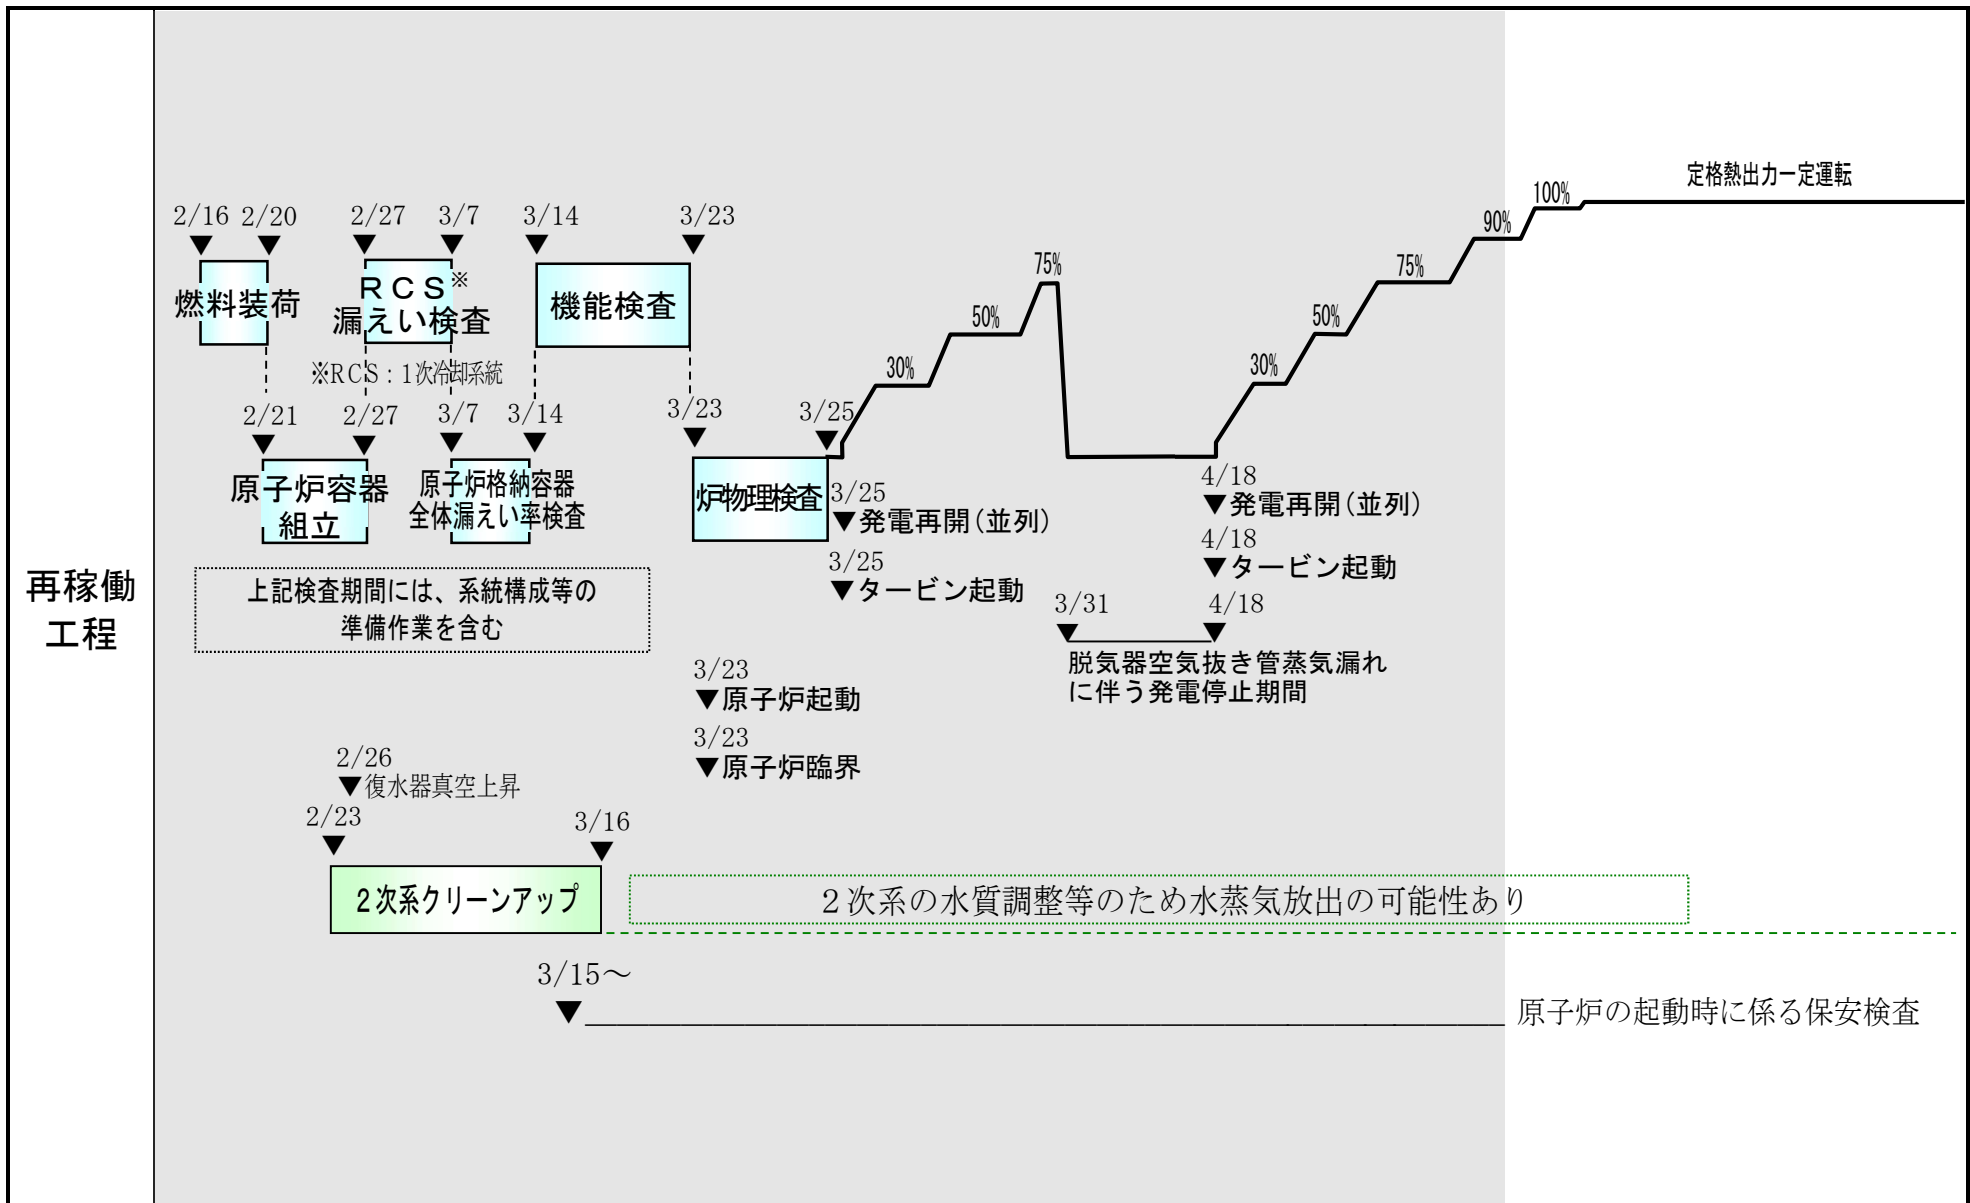 再稼働
工程
2/16 2/20 2/27 3/7 3/14 3/23
燃料装荷
ＲＣＳ※
漏えい検査
機能検査
※RCS：1次冷却系統
2/21 2/27 3/7 3/14 3/23 3/25
原子炉容器
組立
原子炉格納容器
全体漏えい率検査
炉物理検査
上記検査期間には、系統構成等の
準備作業を含む
30%
50%
75%
30%
50%
75%
90%
100%
定格熱出力一定運転
3/25
▼発電再開（並列）
3/25
▼タービン起動
4/18
▼発電再開（並列）
4/18
▼タービン起動
3/31 4/18
脱気器空気抜き管蒸気漏れ
に伴う発電停止期間
3/23
▼原子炉起動
3/23
▼原子炉臨界
2/26
▼復水器真空上昇
2/23 3/16
２次系クリーンアップ
２次系の水質調整等のため水蒸気放出の可能性あり
3/15～
原子炉の起動時に係る保安検査